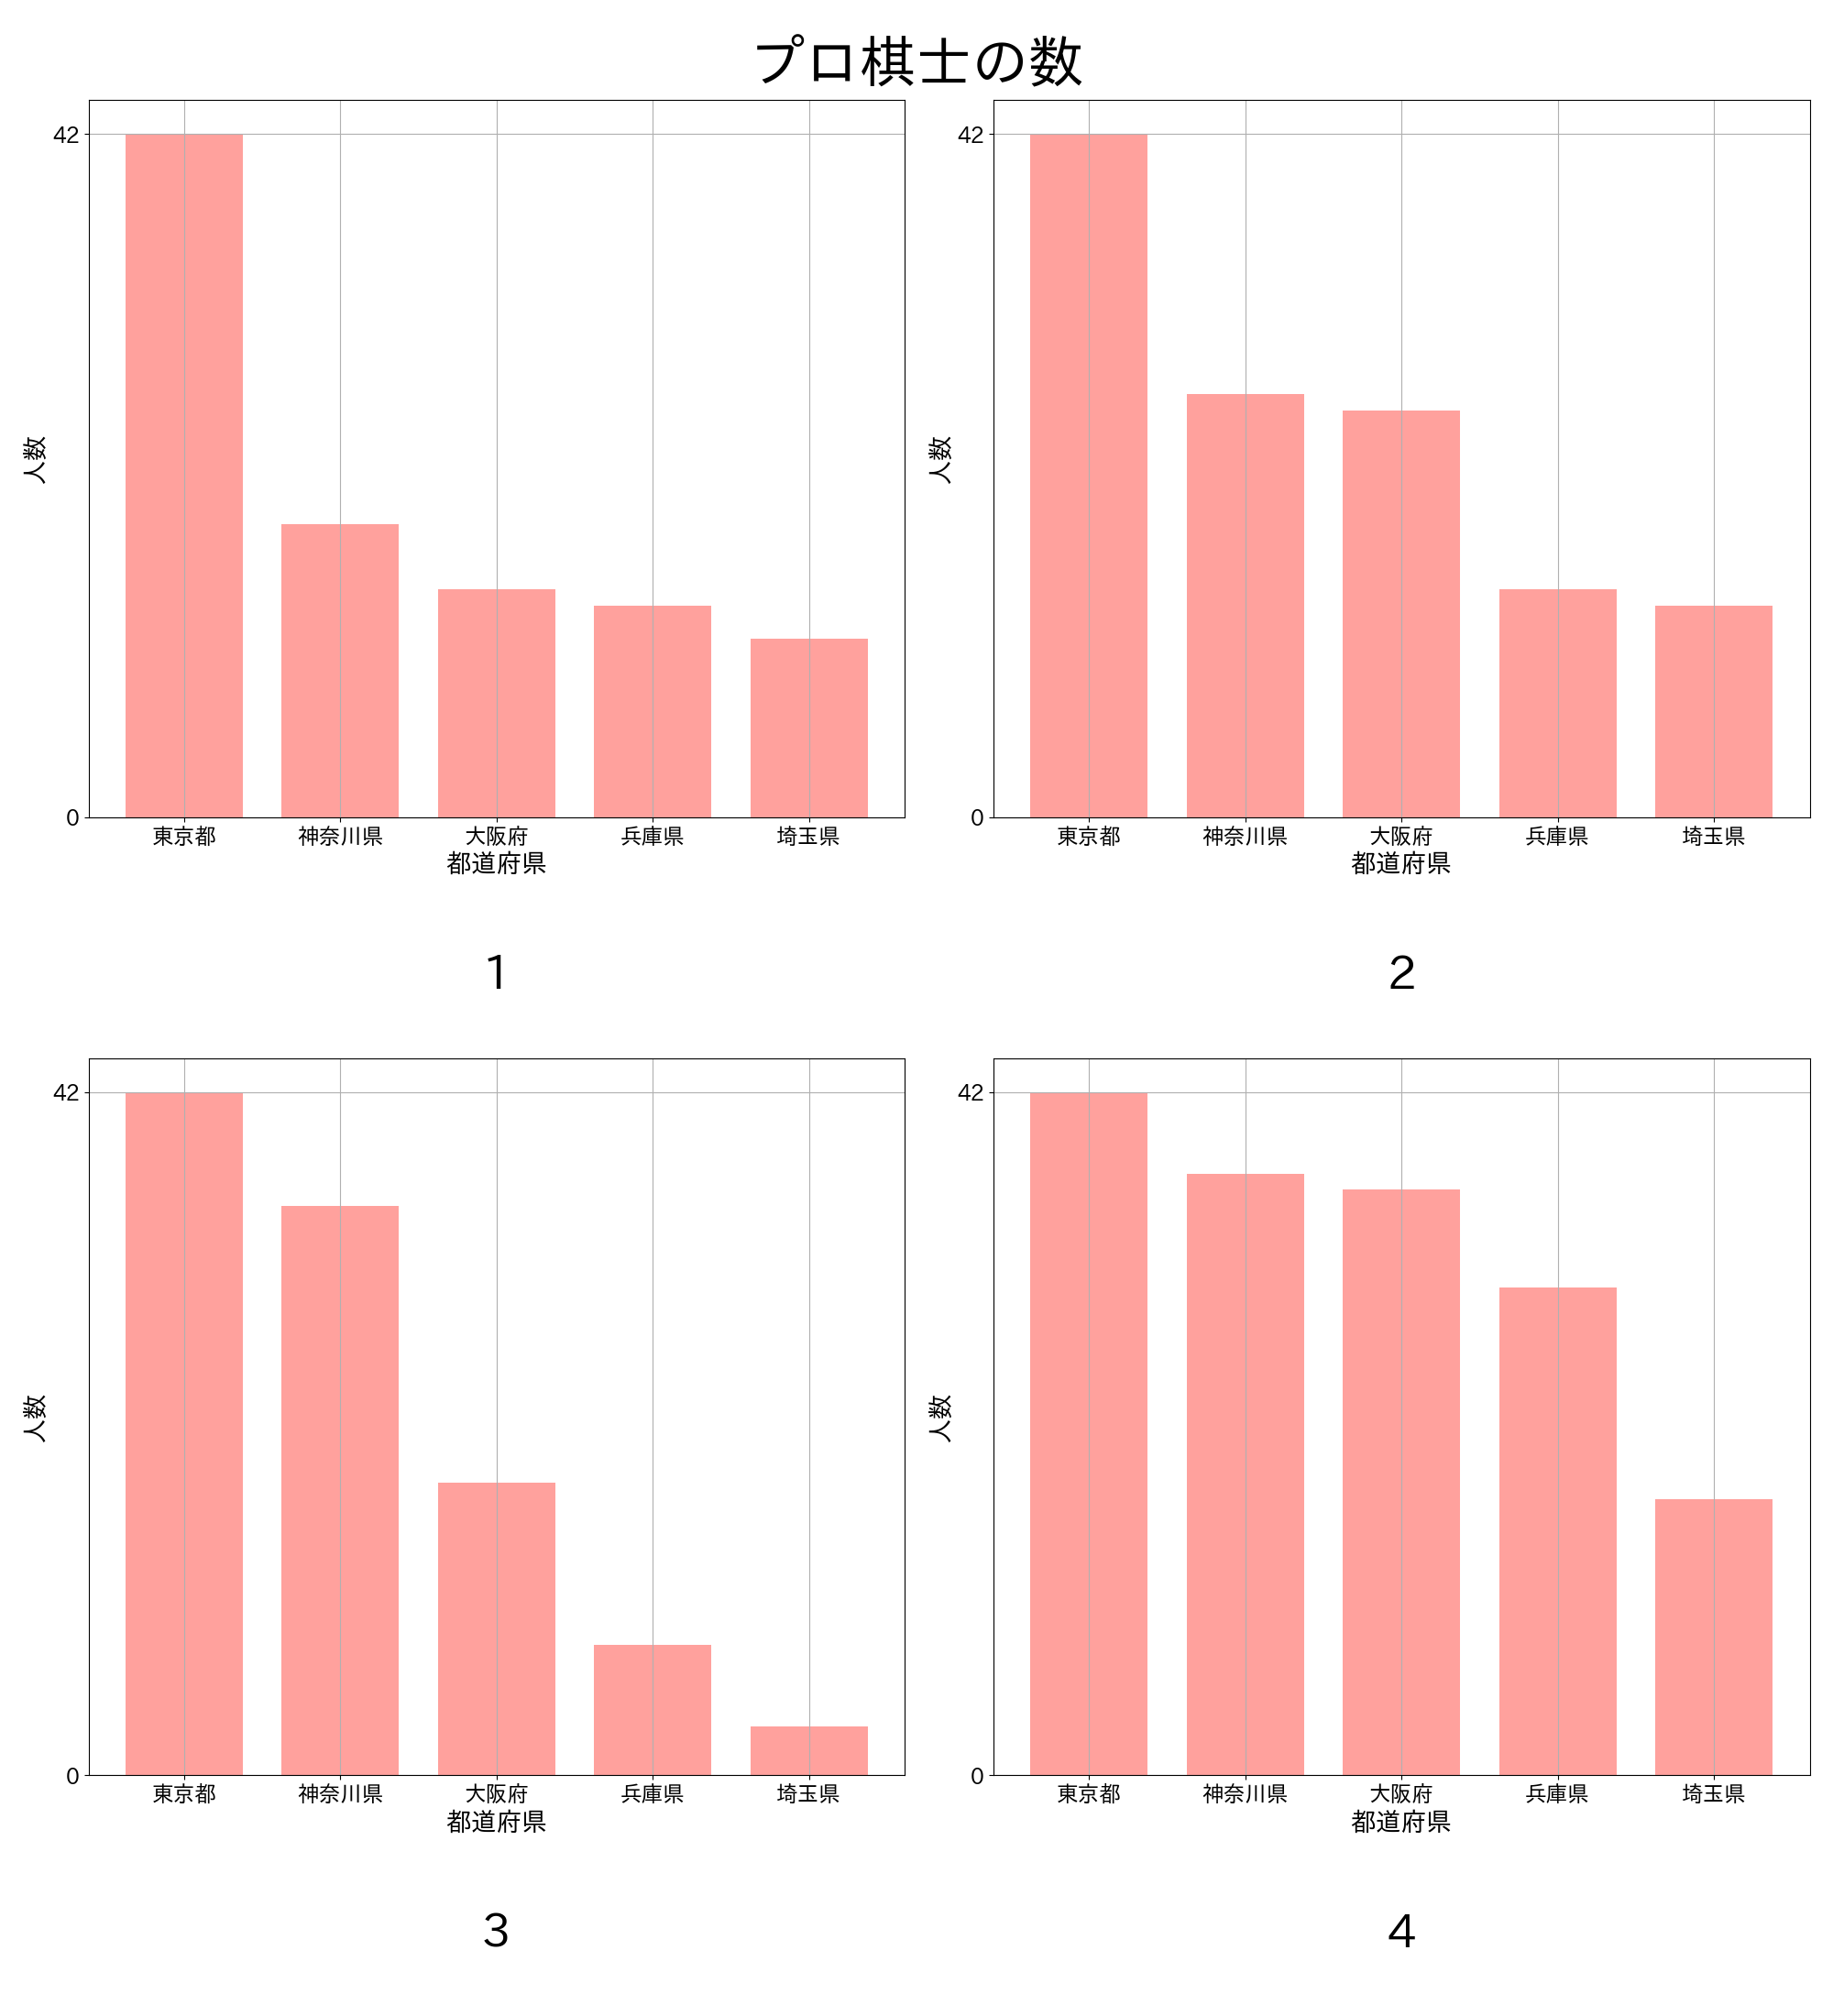 プロ棋士の数
42
0
人数
東京都 神奈川県 大阪府 兵庫県 埼玉県
都道府県
1
42
0
人数
東京都 神奈川県 大阪府 兵庫県 埼玉県
都道府県
2
42
0
人数
東京都 神奈川県 大阪府 兵庫県 埼玉県
都道府県
3
42
0
人数
東京都 神奈川県 大阪府 兵庫県 埼玉県
都道府県
4